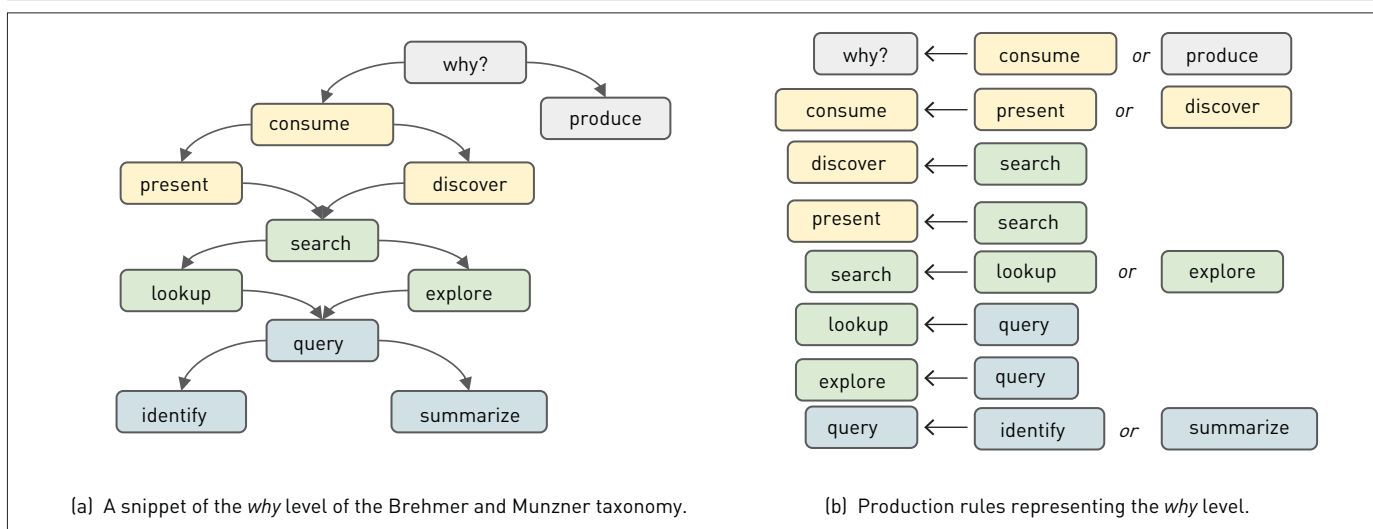 why?
consume
produce
present
discover
search
lookup
explore
query
identify
summarize
(a) A snippet of the why level of the Brehmer and Munzner taxonomy.
why? ← consume or produce
consume ← present or discover
discover ← search
present ← search
search ← lookup or explore
lookup ← query
explore ← query
query ← identify or summarize
(b) Production rules representing the why level.